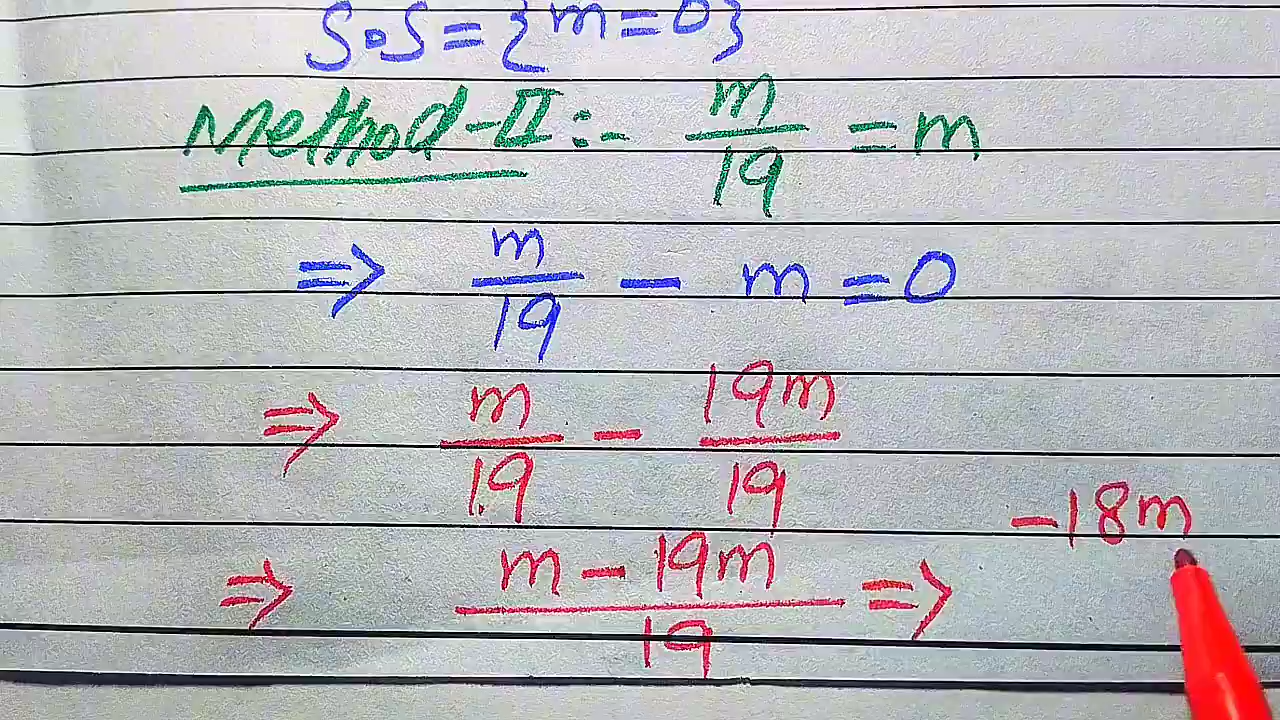 S.S = {m = 0}
Method-II :- m/19 = m
⇒ m/19 - m = 0
⇒ m/19 - 19m/19
⇒ (m - 19m)/19 ⇒ -18m